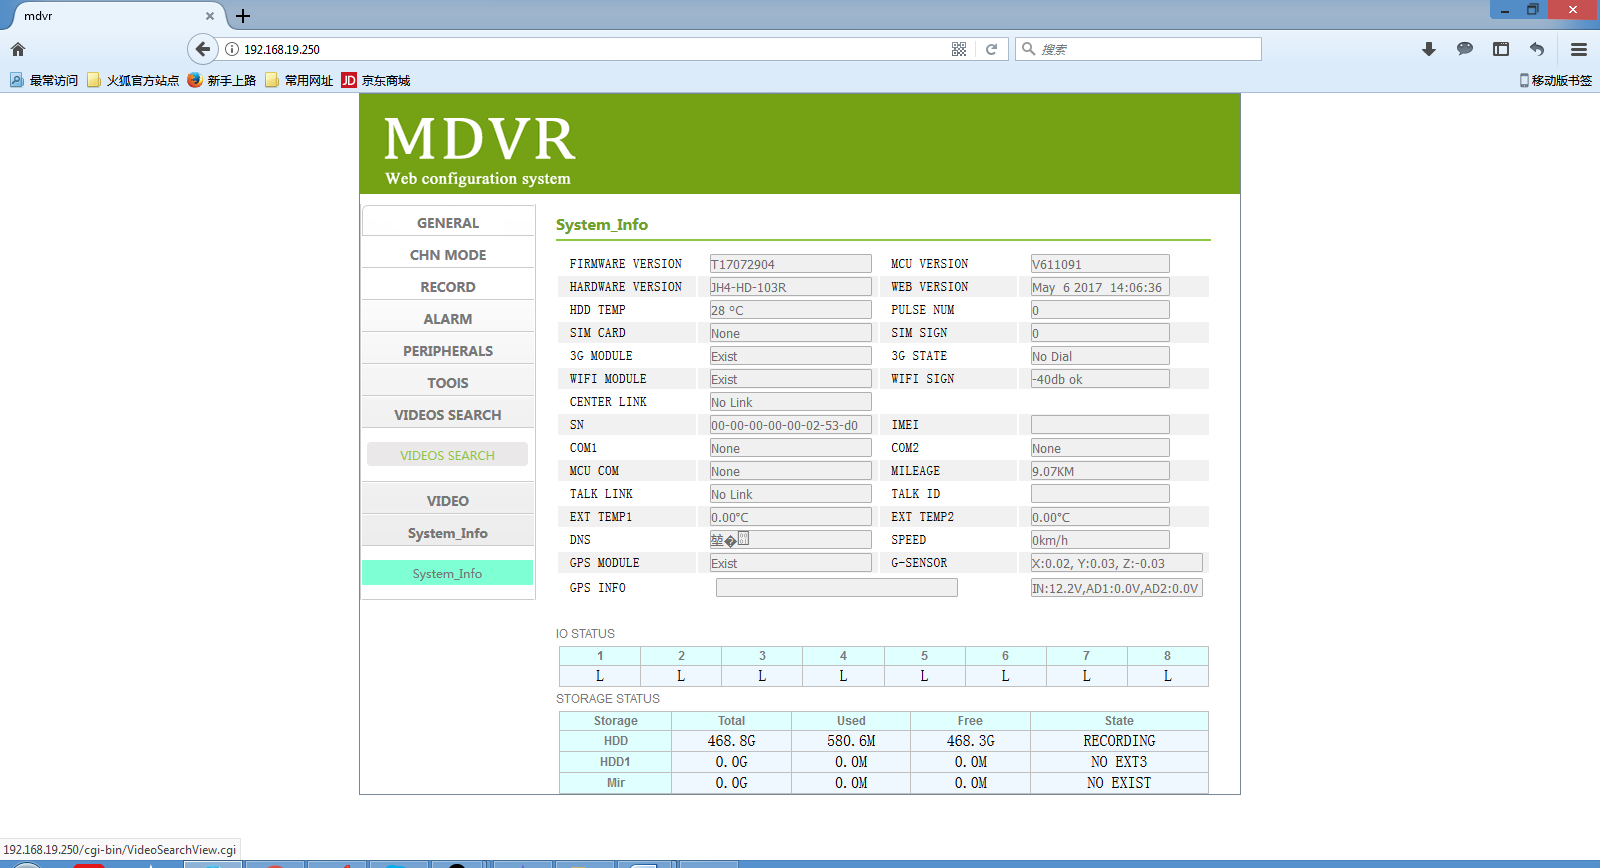 mdvr
192.168.19.250
搜索
最常访问 火狐官方站点 新手上路 常用网址 JD 京东商城 移动版书签
MDVR
Web configuration system
GENERAL
CHN MODE
RECORD
ALARM
PERIPHERALS
TOOlS
VIDEOS SEARCH
VIDEOS SEARCH
VIDEO
System_Info
System_Info
System_Info
FIRMWARE VERSION T17072904 MCU VERSION V611091
HARDWARE VERSION JH4-HD-103R WEB VERSION May 6 2017 14:06:36
HDD TEMP 28 ºC PULSE NUM 0
SIM CARD None SIM SIGN 0
3G MODULE Exist 3G STATE No Dial
WIFI MODULE Exist WIFI SIGN -40db ok
CENTER LINK No Link
SN 00-00-00-00-00-02-53-d0 IMEI
COM1 None COM2 None
MCU COM None MILEAGE 9.07KM
TALK LINK No Link TALK ID
EXT TEMP1 0.00°C EXT TEMP2 0.00°C
DNS SPEED 0km/h
GPS MODULE Exist G-SENSOR X:0.02, Y:0.03, Z:-0.03
GPS INFO IN:12.2V,AD1:0.0V,AD2:0.0V
IO STATUS
1 2 3 4 5 6 7 8
L L L L L L L L
STORAGE STATUS
Storage Total Used Free State
HDD 468.8G 580.6M 468.3G RECORDING
HDD1 0.0G 0.0M 0.0M NO EXT3
Mir 0.0G 0.0M 0.0M NO EXIST
192.168.19.250/cgi-bin/VideoSearchView.cgi